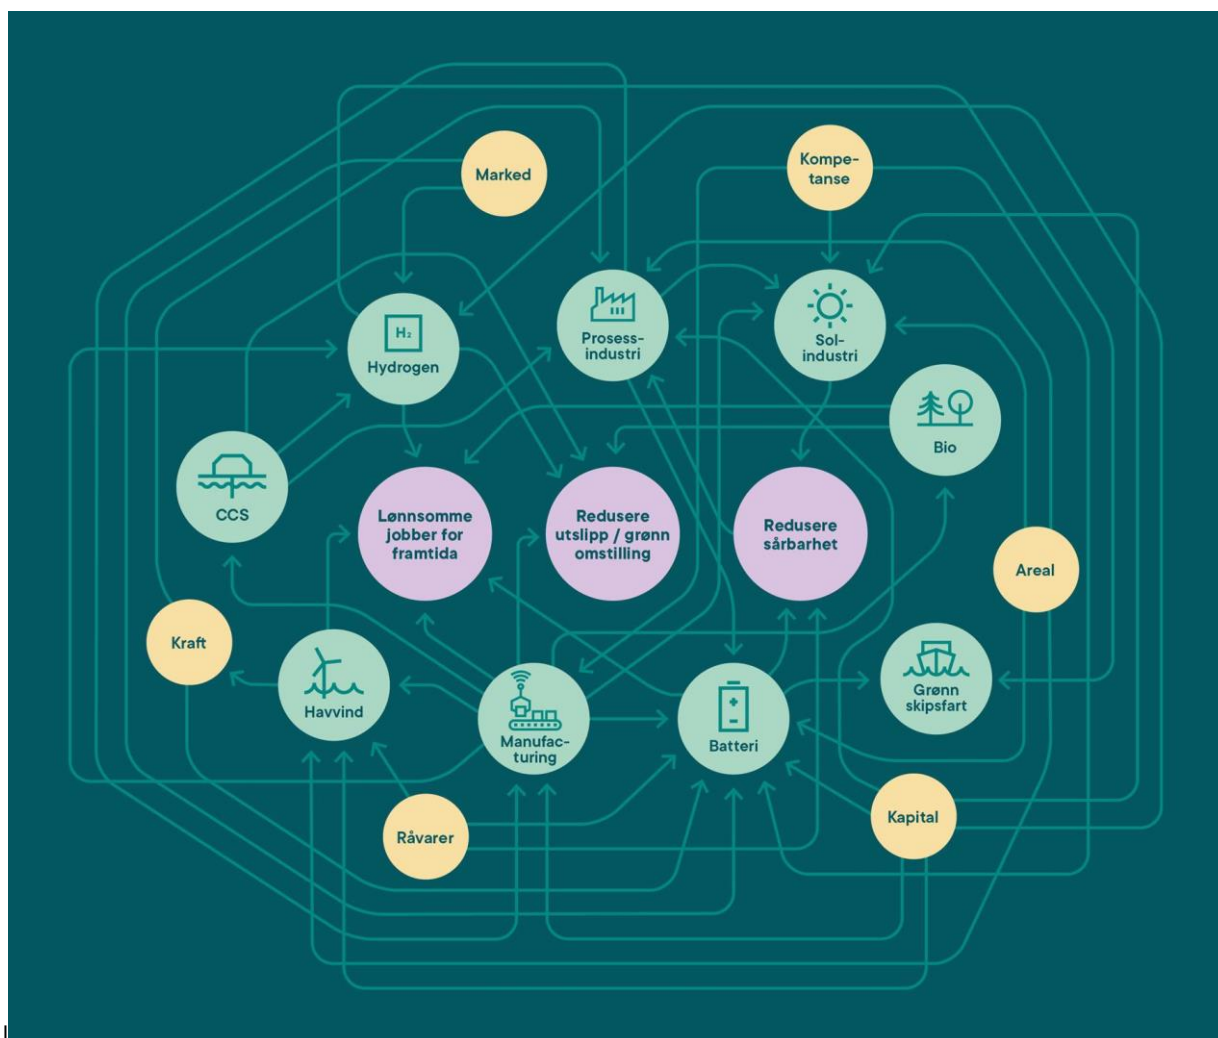 Marked
Kompe-
tanse
H₂
Hydrogen
Prosess-
industri
Sol-
industri
Bio
CCS
Lønnsomme
jobber for
framtida
Redusere
utslipp / grønn
omstilling
Redusere
sårbarhet
Areal
Kraft
Havvind
Manufac-
turing
Batteri
Grønn
skipsfart
Råvarer
Kapital